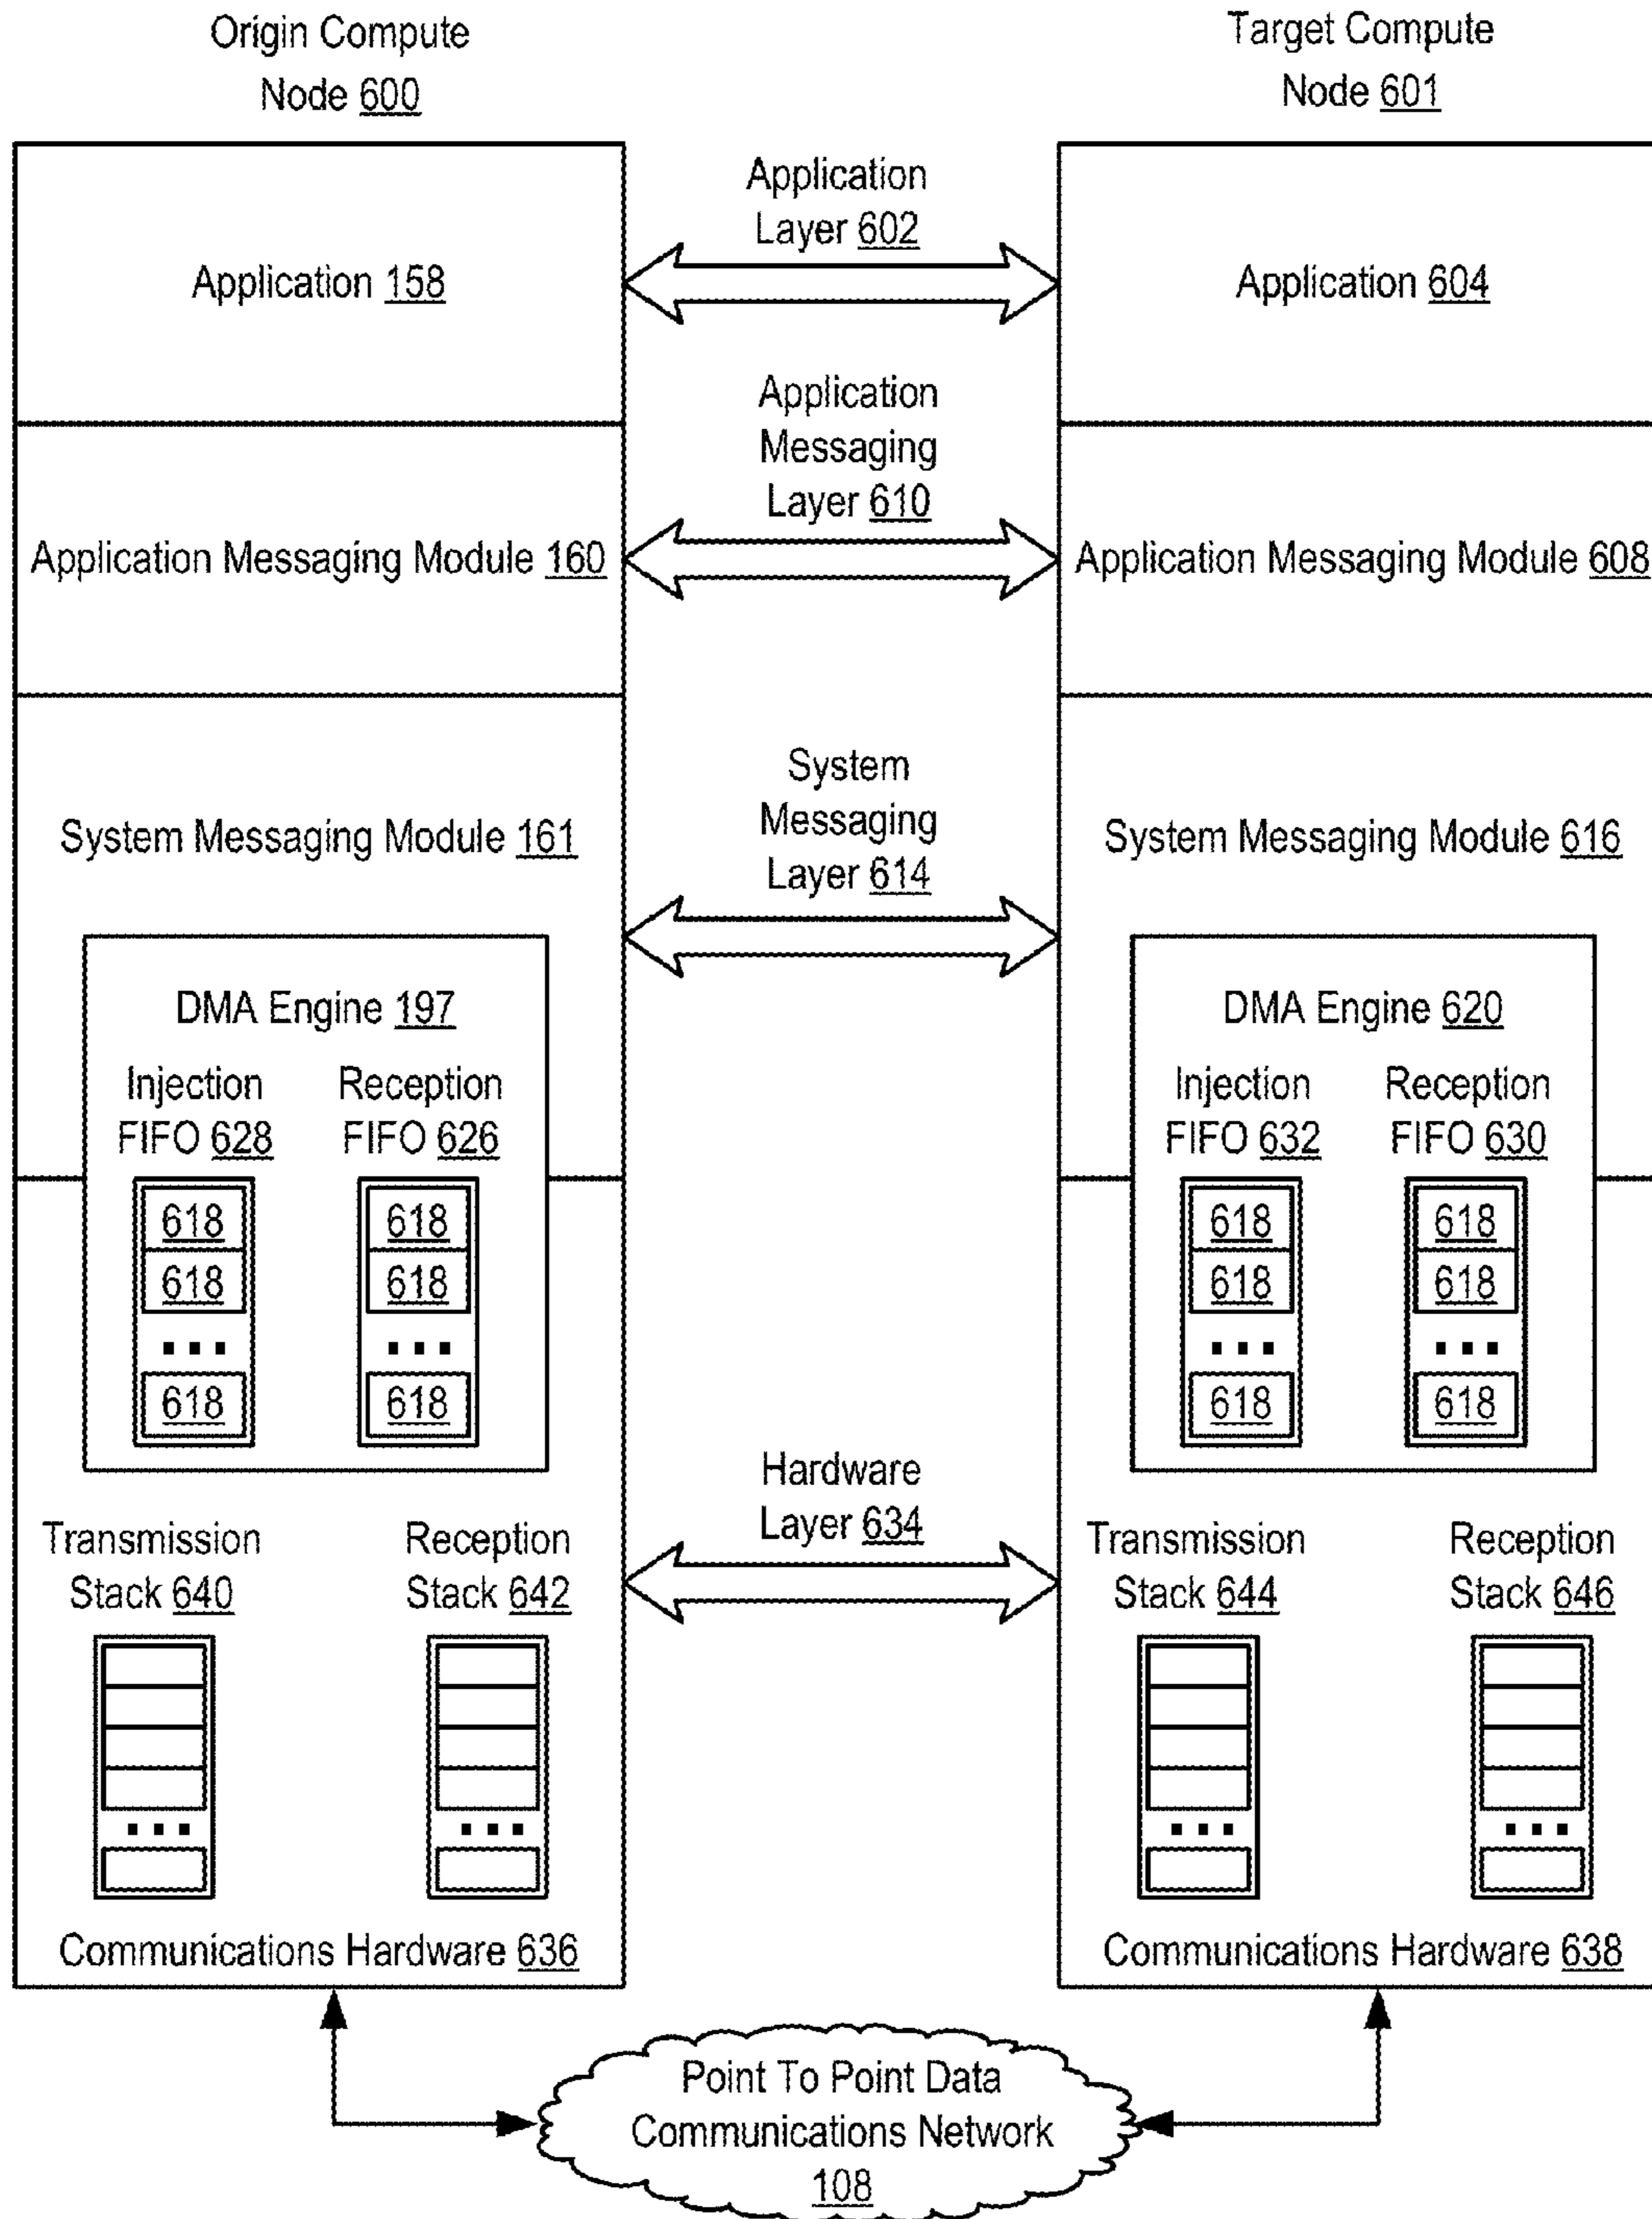 Origin Compute
Node 600
Target Compute
Node 601
Application
Layer 602
Application 158
Application 604
Application
Messaging
Layer 610
Application Messaging Module 160
Application Messaging Module 608
System
Messaging
Layer 614
System Messaging Module 161
System Messaging Module 616
DMA Engine 197
Injection
FIFO 628
Reception
FIFO 626
618
618
...
618
618
618
...
618
DMA Engine 620
Injection
FIFO 632
Reception
FIFO 630
618
618
...
618
618
618
...
618
Hardware
Layer 634
Transmission
Stack 640
Reception
Stack 642
...
...
Transmission
Stack 644
Reception
Stack 646
...
...
Communications Hardware 636
Communications Hardware 638
Point To Point Data
Communications Network
108